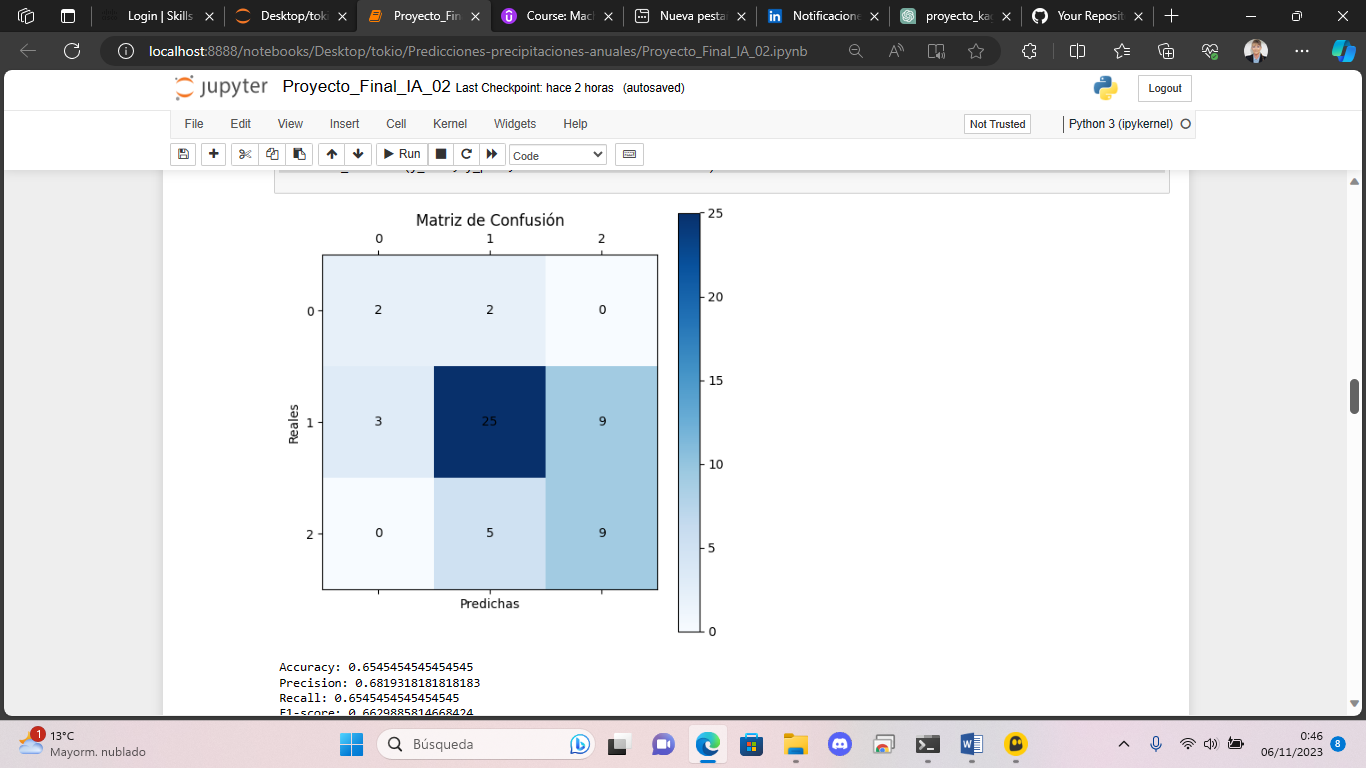 Login | Skills
Desktop/toki
Proyecto_Fin
Course: Macl
Nueva pesta
Notificacione
proyecto_kag
Your Reposit
localhost:8888/notebooks/Desktop/tokio/Predicciones-precipitaciones-anuales/Proyecto_Final_IA_02.ipynb
jupyter Proyecto_Final_IA_02 Last Checkpoint: hace 2 horas (autosaved)
Logout
File Edit View Insert Cell Kernel Widgets Help
Not Trusted
Python 3 (ipykernel)
Run
Code
Matriz de Confusión
0 1 2
0 2 2 0
Reales 1 3 25 9
2 0 5 9
Predichas
25
20
15
10
5
0
Accuracy: 0.6545454545454545
Precision: 0.6819318181818183
Recall: 0.6545454545454545
F1-score: 0.6629885814668424
1
13°C
Mayorm. nublado
Búsqueda
0:46
06/11/2023
8